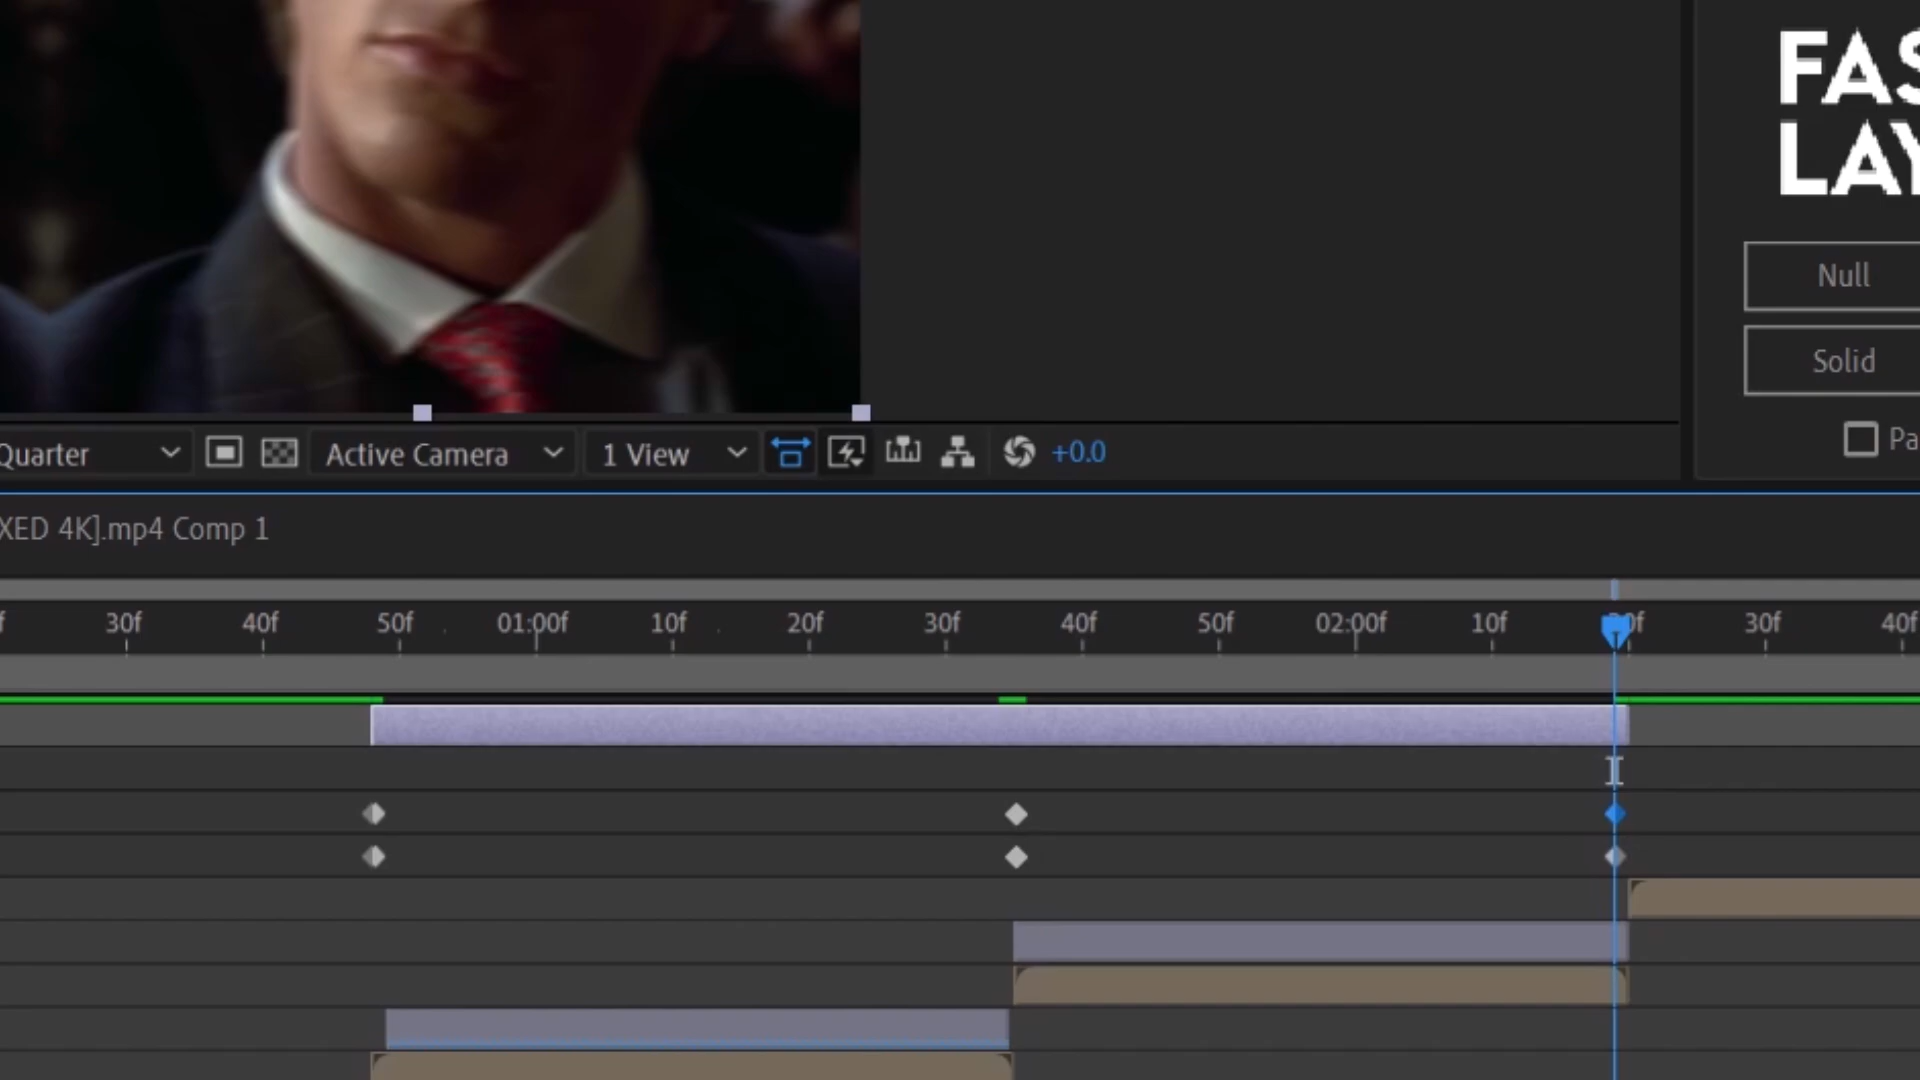 FAS
LAY
Null
Solid
Pa
Quarter
Active Camera
1 View
+0.0
XED 4K].mp4 Comp 1
f 30f 40f 50f 01:00f 10f 20f 30f 40f 50f 02:00f 10f 20f 30f 40f